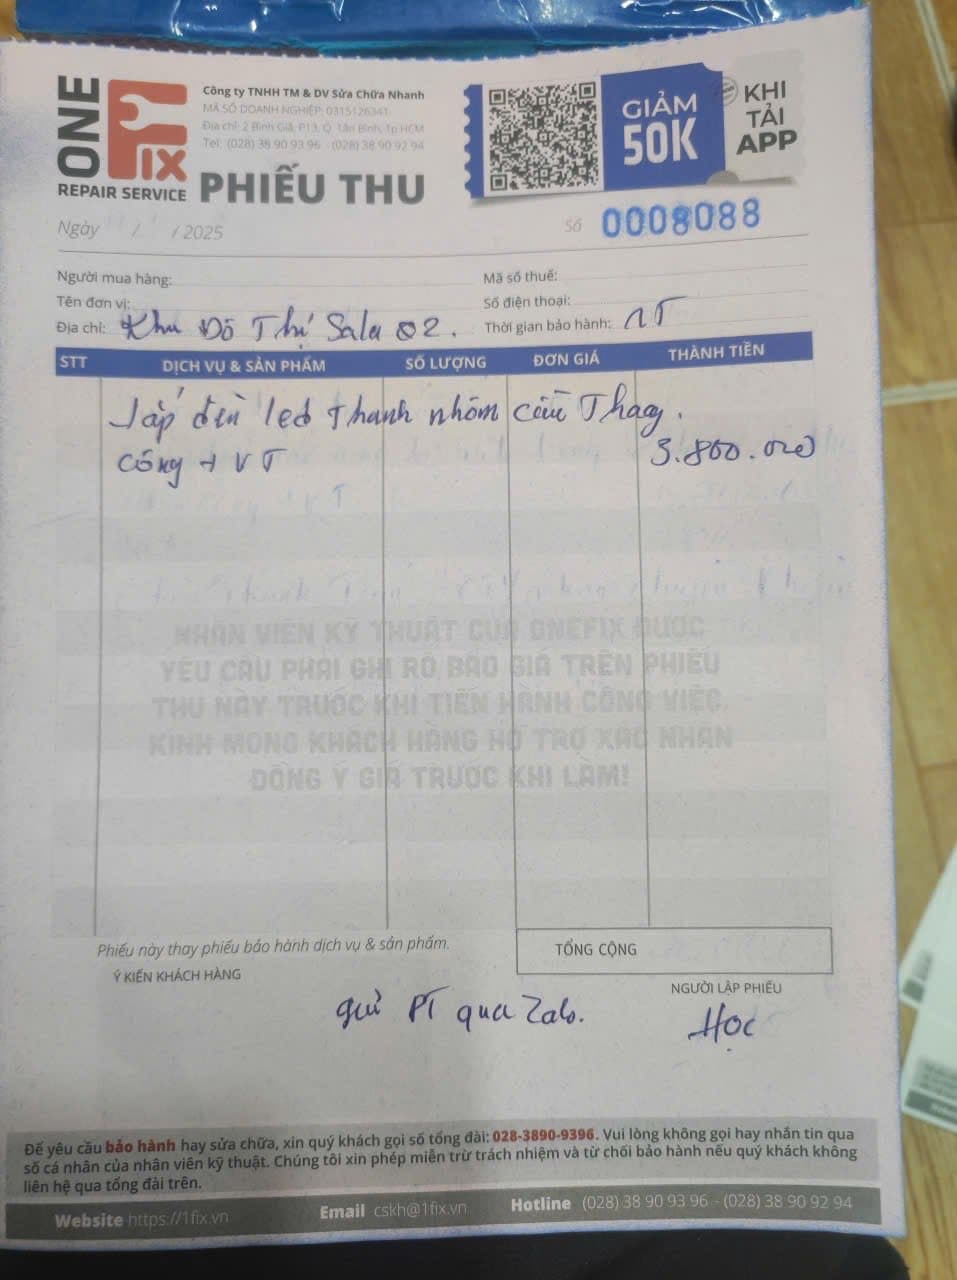 ONE FIX
REPAIR SERVICE
Công ty TNHH TM & DV Sửa Chữa Nhanh
MÃ SỐ DOANH NGHIỆP: 0315126341
Địa chỉ: 2 Bình Giã, P.13, Q. Tân Bình, Tp HCM
Tel: (028) 38 90 93 96 - (028) 38 90 92 94
PHIẾU THU
GIẢM
50K
KHI
TẢI
APP
Ngày / / 2025
Số 0008088
Người mua hàng:
Mã số thuế:
Tên đơn vị:
Số điện thoại:
Địa chỉ: Khu Đô Thị Sala Q2.
Thời gian bảo hành: 1T
STT DỊCH VỤ & SẢN PHẨM SỐ LƯỢNG ĐƠN GIÁ THÀNH TIỀN
Lắp đèn led thanh nhôm cầu Thang.
công + VT 3.800.000
NHÂN VIÊN KỸ THUẬT CỦA ONEFIX ĐƯỢC
YÊU CẦU PHẢI GHI RÕ BÁO GIÁ TRÊN PHIẾU
THU NÀY TRƯỚC KHI TIẾN HÀNH CÔNG VIỆC.
KÍNH MONG KHÁCH HÀNG HỖ TRỢ XÁC NHẬN
ĐỒNG Ý GIÁ TRƯỚC KHI LÀM!
Phiếu này thay phiếu bảo hành dịch vụ & sản phẩm.
TỔNG CỘNG
Ý KIẾN KHÁCH HÀNG
NGƯỜI LẬP PHIẾU
gửi PT qua Zalo.
Học
Để yêu cầu bảo hành hay sửa chữa, xin quý khách gọi số tổng đài: 028-3890-9396. Vui lòng không gọi hay nhắn tin qua
số cá nhân của nhân viên kỹ thuật. Chúng tôi xin phép miễn trừ trách nhiệm và từ chối bảo hành nếu quý khách không
liên hệ qua tổng đài trên.
Website https://1fix.vn Email cskh@1fix.vn Hotline (028) 38 90 93 96 - (028) 38 90 92 94